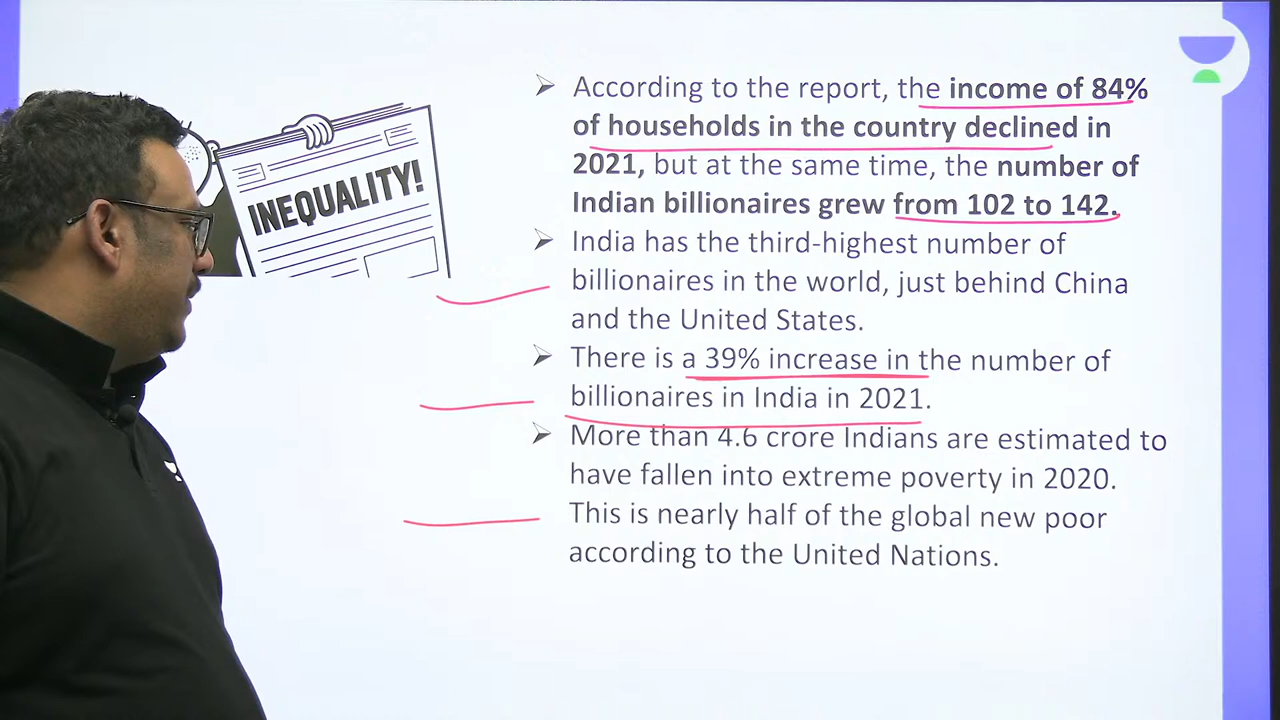 INEQUALITY!
According to the report, the income of 84%
of households in the country declined in
2021, but at the same time, the number of
Indian billionaires grew from 102 to 142.
India has the third-highest number of
billionaires in the world, just behind China
and the United States.
There is a 39% increase in the number of
billionaires in India in 2021.
More than 4.6 crore Indians are estimated to
have fallen into extreme poverty in 2020.
This is nearly half of the global new poor
according to the United Nations.